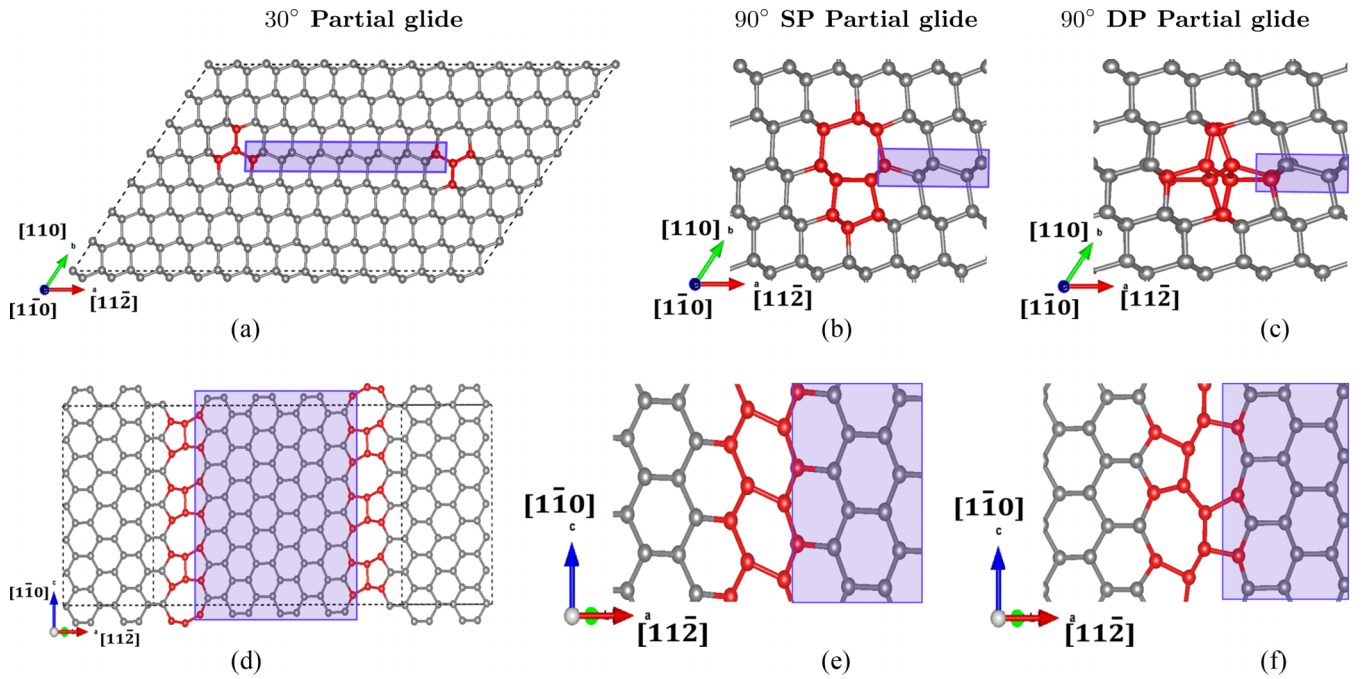 30° Partial glide
90° SP Partial glide
90° DP Partial glide
[110]
b
a
[11̄0]
[112̄]
(a)
[110]
b
a
[11̄0]
[112̄]
(b)
[110]
b
a
[11̄0]
[112̄]
(c)
[11̄0]
c
a
[112̄]
(d)
[11̄0]
c
a
[112̄]
(e)
[11̄0]
c
a
[112̄]
(f)